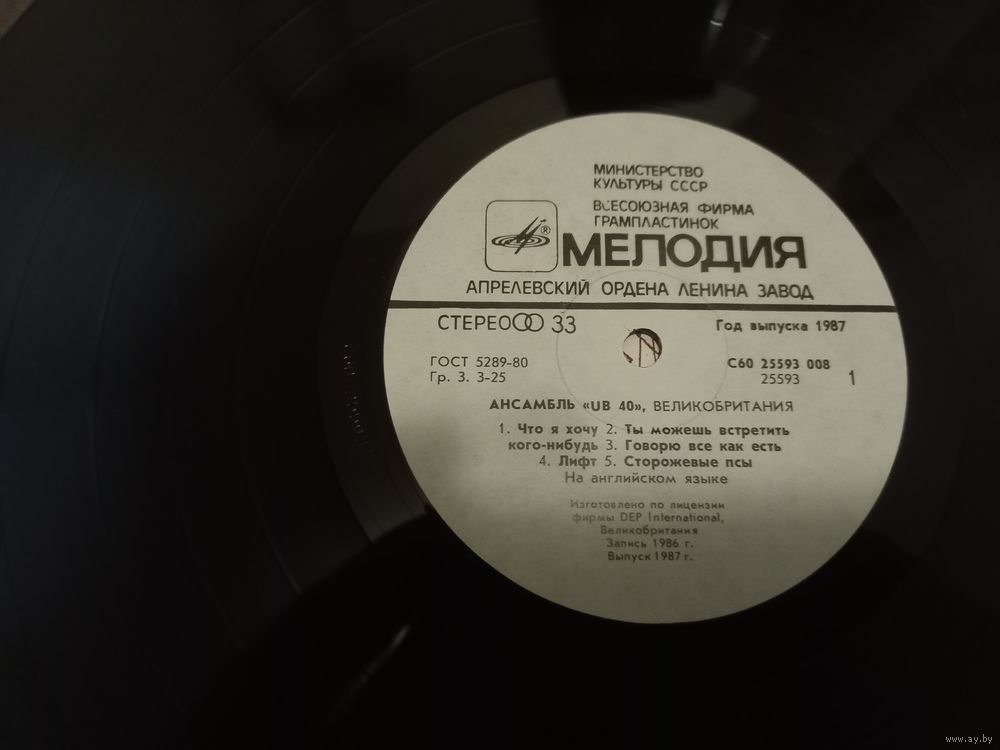 МИНИСТЕРСТВО
КУЛЬТУРЫ СССР
ВСЕСОЮЗНАЯ ФИРМА
ГРАМПЛАСТИНОК
®
МЕЛОДИЯ
АПРЕЛЕВСКИЙ ОРДЕНА ЛЕНИНА ЗАВОД
СТЕРЕО 33
Год выпуска 1987
ГОСТ 5289-80
Гр. 3. 3-25
С60 25593 008
25593 1
АНСАМБЛЬ «UB 40», ВЕЛИКОБРИТАНИЯ
1. Что я хочу 2. Ты можешь встретить
кого-нибудь 3. Говорю все как есть
4. Лифт 5. Сторожевые псы
На английском языке
Изготовлено по лицензии
фирмы DEP International,
Великобритания
Запись 1986 г.
Выпуск 1987 г.
www.ay.by